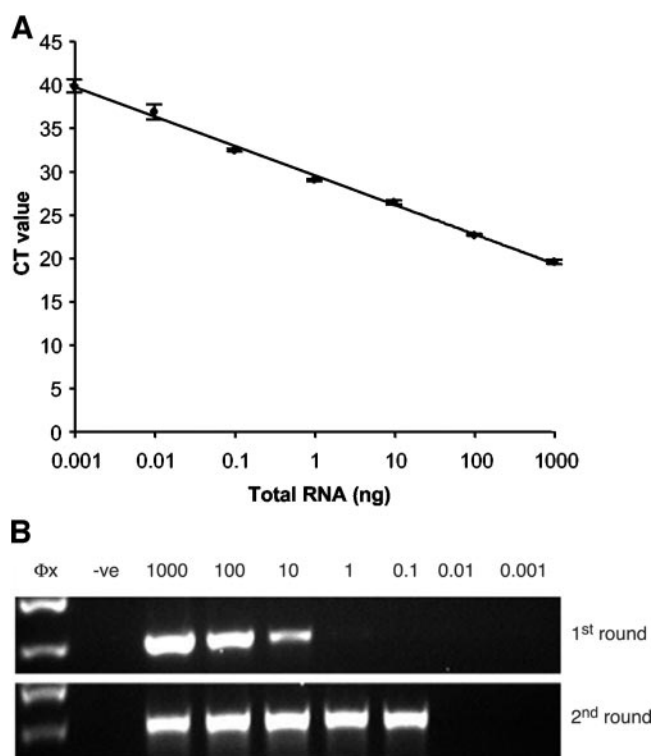 A
45
40
35
30
25
20
15
10
5
0
CT value
0.001 0.01 0.1 1 10 100 1000
Total RNA (ng)
B
Φx -ve 1000 100 10 1 0.1 0.01 0.001
1st round
2nd round